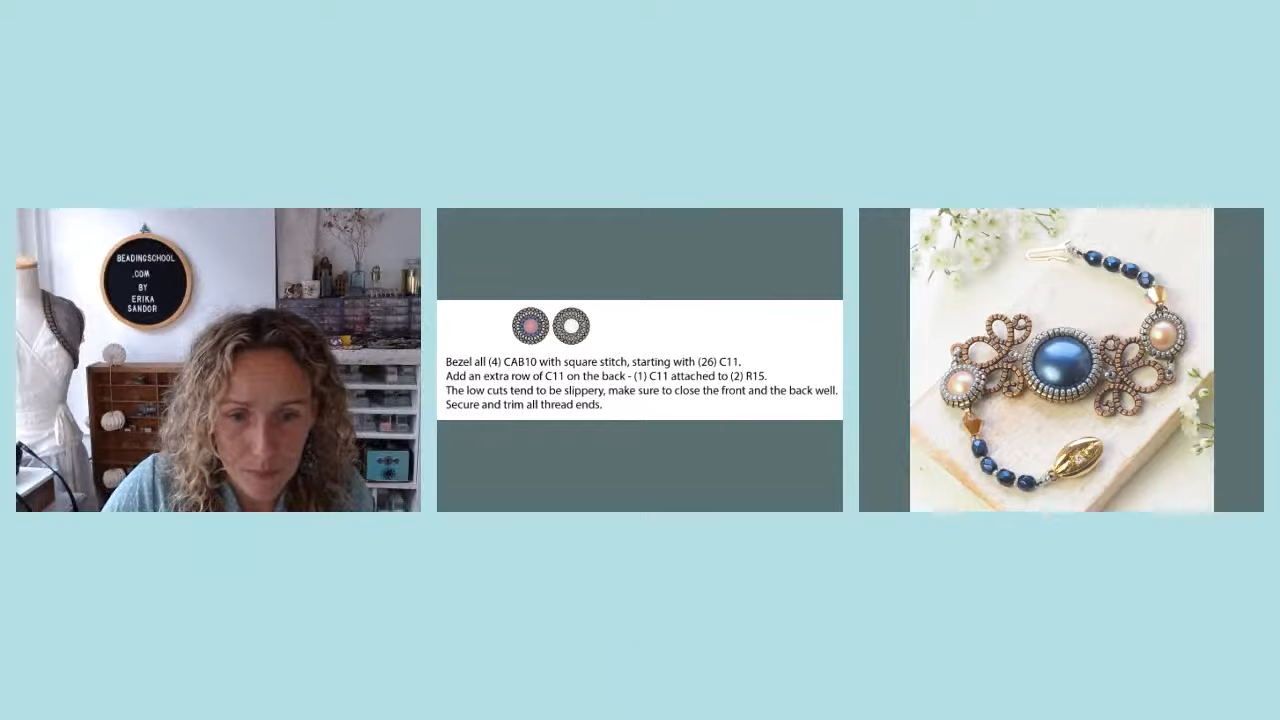 BEADINGSCHOOL
.COM
BY
ERIKA
SANDOR
Bezel all (4) CAB10 with square stitch, starting with (26) C11.
Add an extra row of C11 on the back - (1) C11 attached to (2) R15.
The low cuts tend to be slippery, make sure to close the front and the back well.
Secure and trim all thread ends.